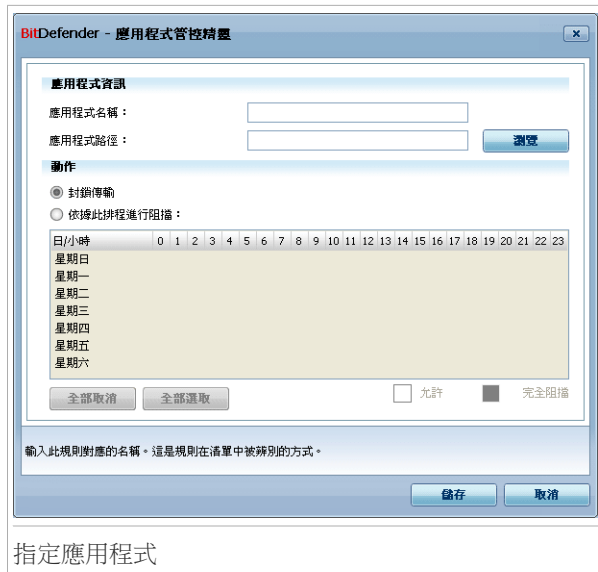 BitDefender - 應用程式管控精靈
應用程式資訊
應用程式名稱：
應用程式路徑：
瀏覽
動作
封鎖傳輸
依據此排程進行阻擋：
日/小時 0 1 2 3 4 5 6 7 8 9 10 11 12 13 14 15 16 17 18 19 20 21 22 23
星期日
星期一
星期二
星期三
星期四
星期五
星期六
全部取消 全部選取 允許 完全阻擋
輸入此規則對應的名稱。這是規則在清單中被辨別的方式。
儲存 取消
指定應用程式